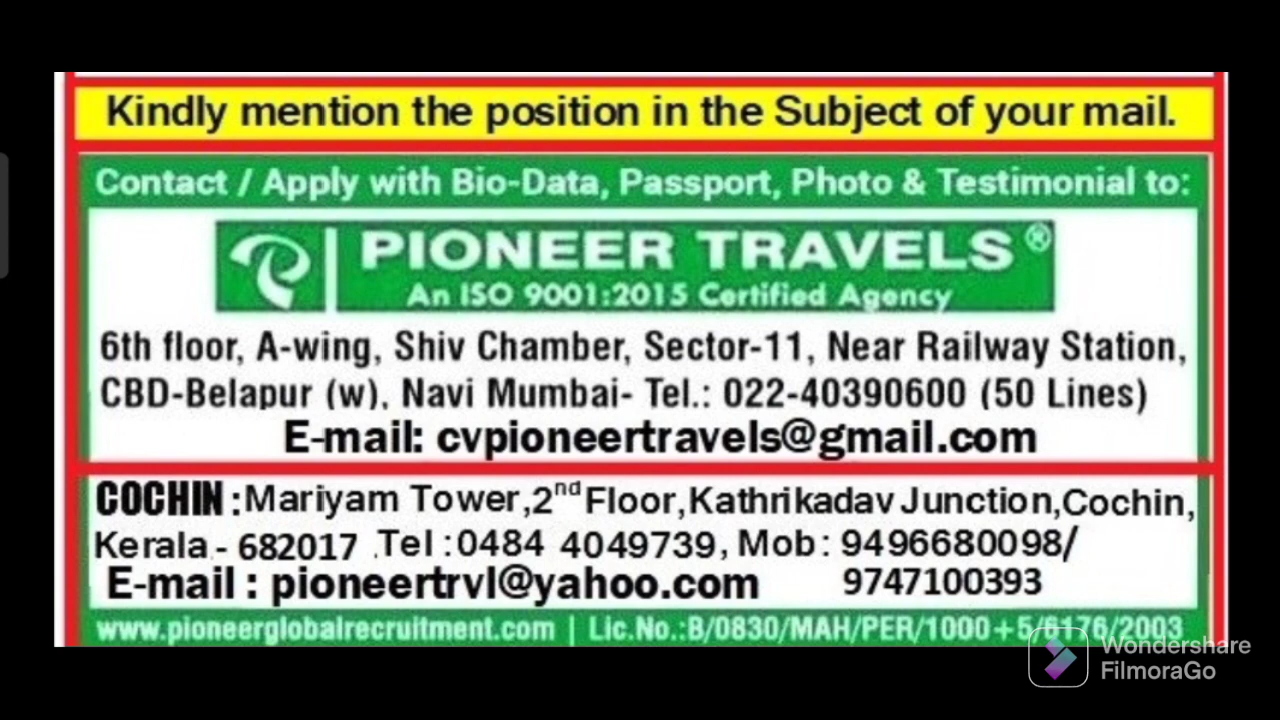 Kindly mention the position in the Subject of your mail.
Contact / Apply with Bio-Data, Passport, Photo & Testimonial to:
PIONEER TRAVELS®
An ISO 9001:2015 Certified Agency
6th floor, A-wing, Shiv Chamber, Sector-11, Near Railway Station,
CBD-Belapur (w), Navi Mumbai- Tel.: 022-40390600 (50 Lines)
E-mail: cvpioneertravels@gmail.com
COCHIN : Mariyam Tower,2nd Floor,Kathrikadav Junction,Cochin,
Kerala - 682017 .Tel :0484 4049739, Mob: 9496680098/
E-mail : pioneertrvl@yahoo.com 9747100393
www.pioneerglobalrecruitment.com | Lic.No.:B/0830/MAH/PER/1000+5/
Wondershare
FilmoraGo